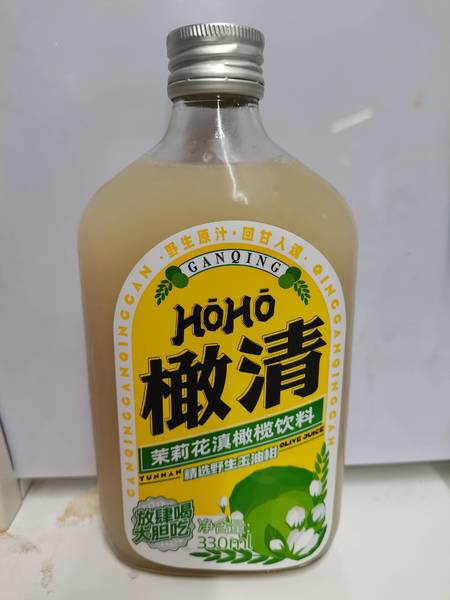 ·野生原汁·回甘入魂·
GANQING
GANQINGGANQINGGAN
QINGGANQINGGAN
HōHō
橄清
茉莉花滇橄榄饮料
YUNNAN
OLIVE JUICE
精选野生玉油柑
放肆喝
大胆吃
净含量:
330ml